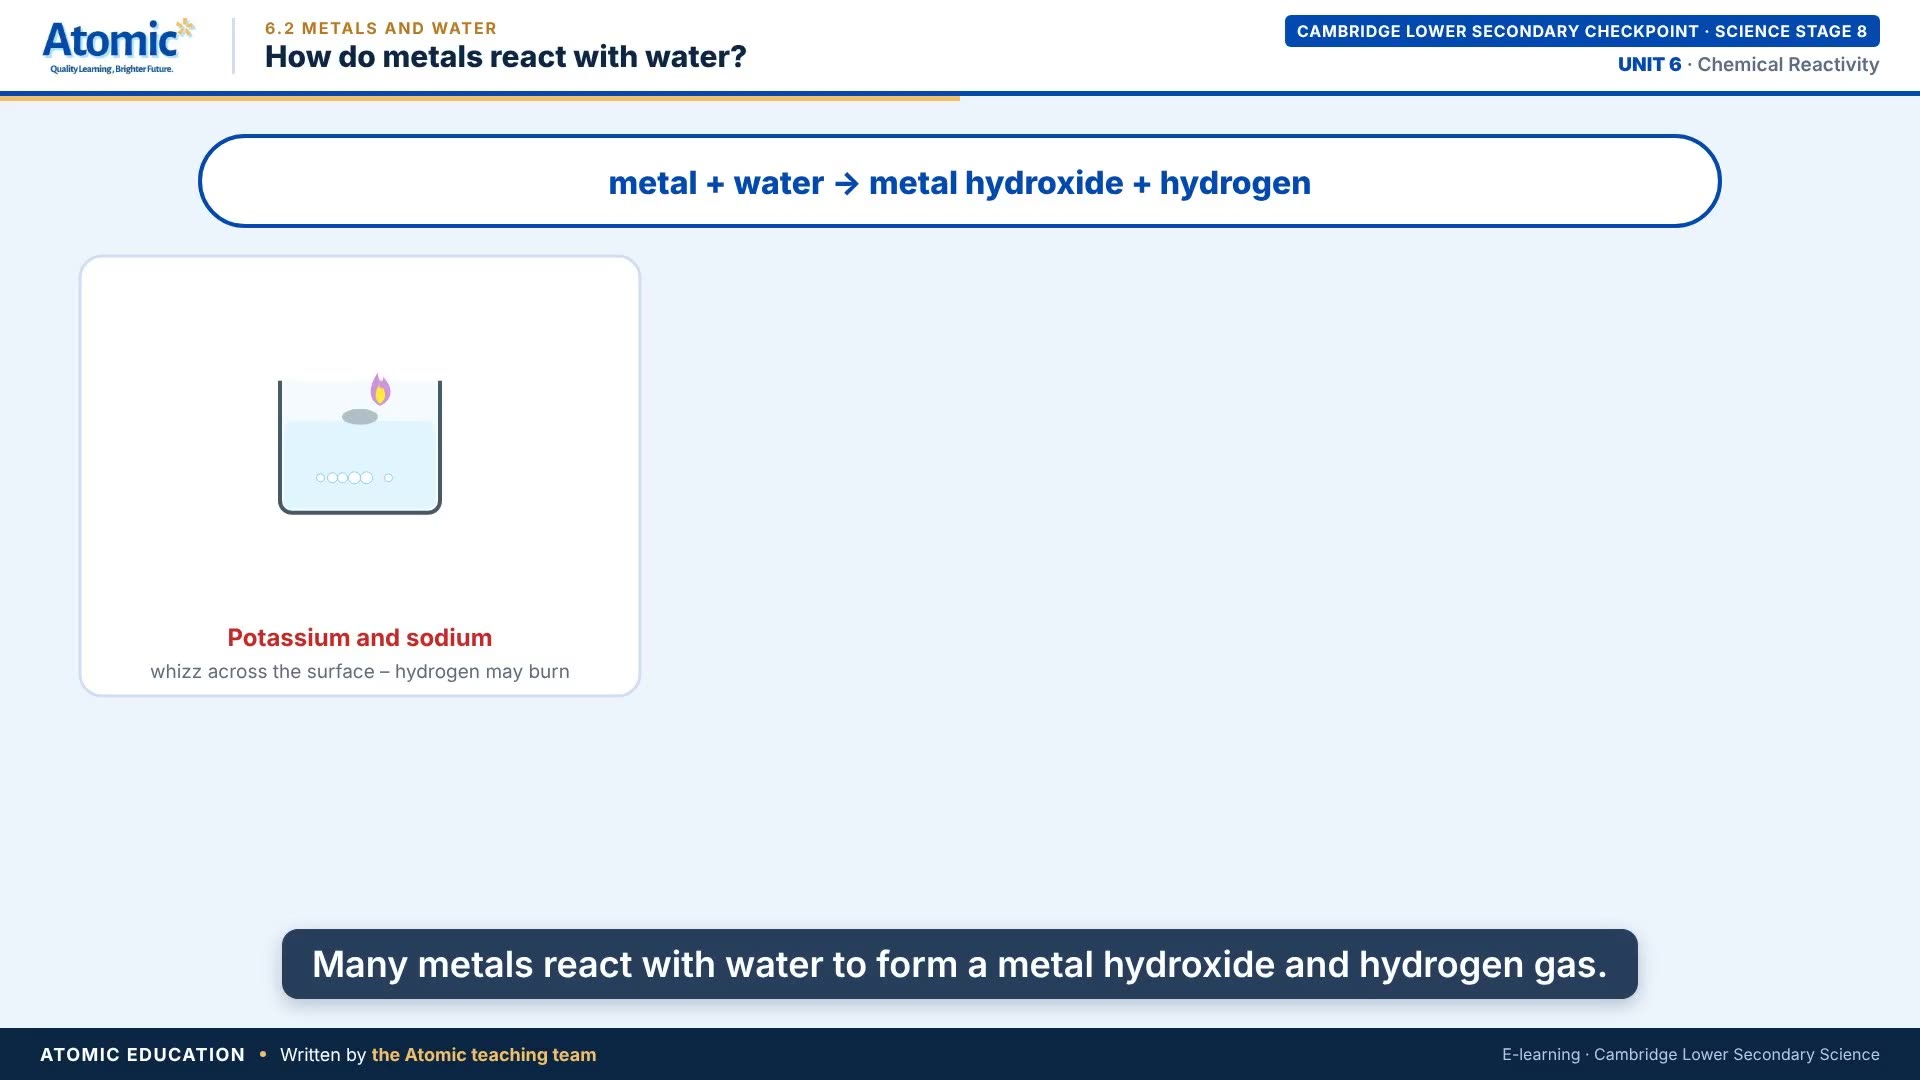 Atomic
Quality Learning, Brighter Future.
6.2 METALS AND WATER
How do metals react with water?
CAMBRIDGE LOWER SECONDARY CHECKPOINT · SCIENCE STAGE 8
UNIT 6 · Chemical Reactivity
metal + water → metal hydroxide + hydrogen
Potassium and sodium
whizz across the surface – hydrogen may burn
Many metals react with water to form a metal hydroxide and hydrogen gas.
ATOMIC EDUCATION • Written by the Atomic teaching team
E-learning · Cambridge Lower Secondary Science